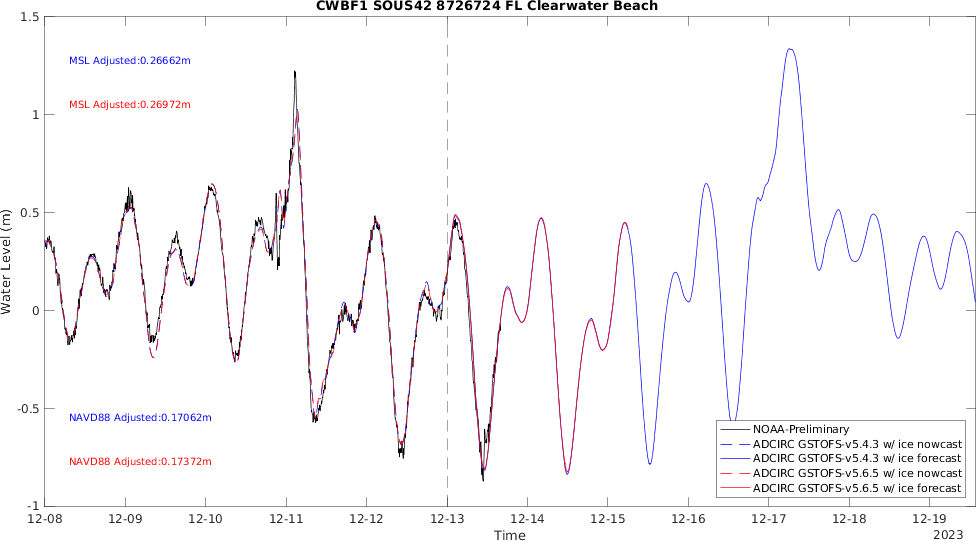 CWBF1 SOUS42 8726724 FL Clearwater Beach
1.5
1
0.5
0
-0.5
-1
Water Level (m)
MSL Adjusted:0.26662m
MSL Adjusted:0.26972m
NAVD88 Adjusted:0.17062m
NAVD88 Adjusted:0.17372m
NOAA-Preliminary
ADCIRC GSTOFS-v5.4.3 w/ ice nowcast
ADCIRC GSTOFS-v5.4.3 w/ ice forecast
ADCIRC GSTOFS-v5.6.5 w/ ice nowcast
ADCIRC GSTOFS-v5.6.5 w/ ice forecast
12-08 12-09 12-10 12-11 12-12 12-13 12-14 12-15 12-16 12-17 12-18 12-19
Time
2023